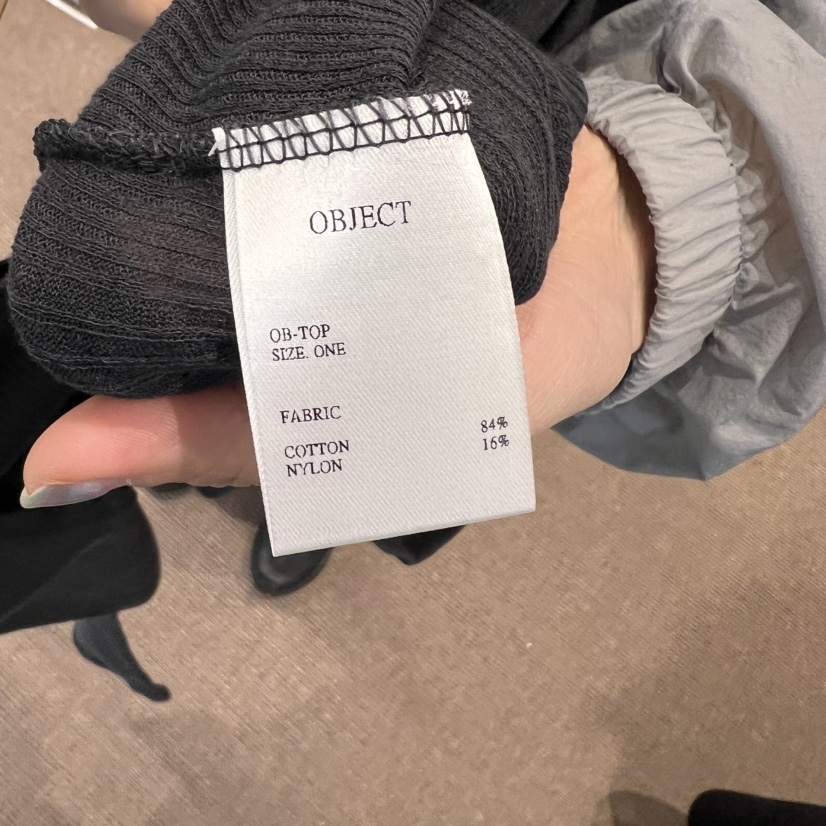 OBJECT
OB-TOP
SIZE. ONE
FABRIC
COTTON 84%
NYLON 16%